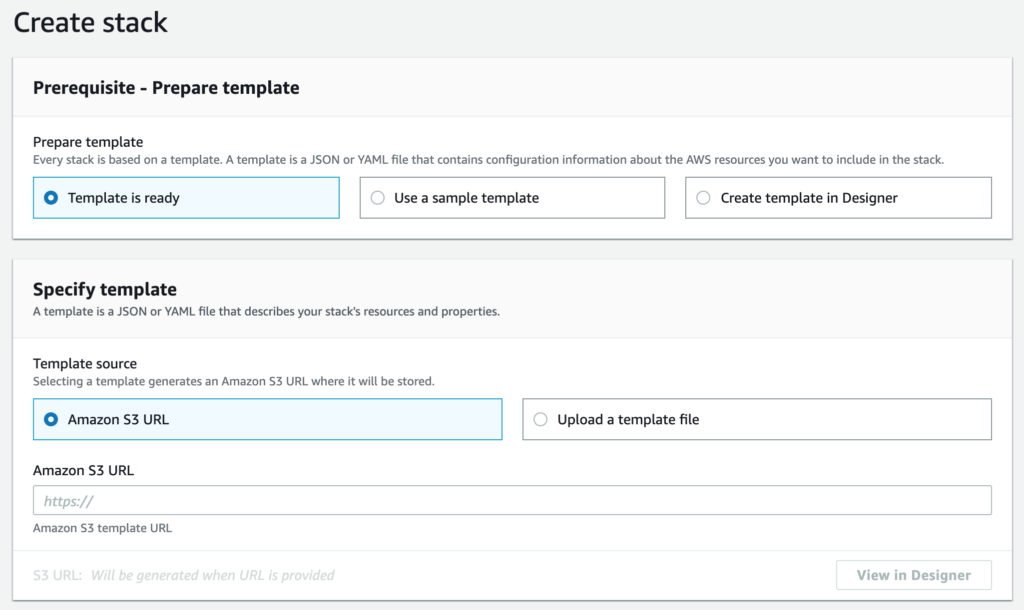 Create stack
Prerequisite - Prepare template
Prepare template
Every stack is based on a template. A template is a JSON or YAML file that contains configuration information about the AWS resources you want to include in the stack.
Template is ready
Use a sample template
Create template in Designer
Specify template
A template is a JSON or YAML file that describes your stack's resources and properties.
Template source
Selecting a template generates an Amazon S3 URL where it will be stored.
Amazon S3 URL
Upload a template file
Amazon S3 URL
https://
Amazon S3 template URL
S3 URL: Will be generated when URL is provided
View in Designer